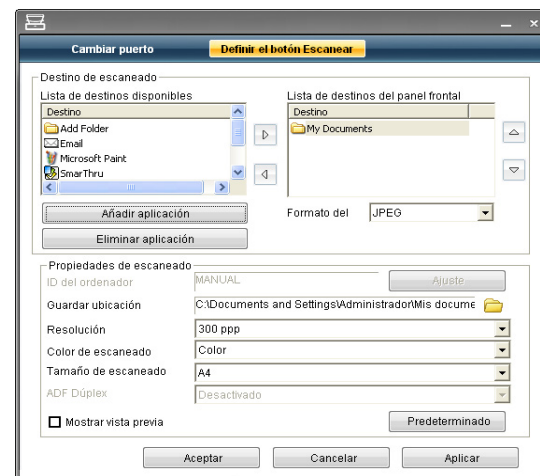 Cambiar puerto
Definir el botón Escanear
Destino de escaneado
Lista de destinos disponibles
Destino
Add Folder
Email
Microsoft Paint
SmarThru
Añadir aplicación
Eliminar aplicación
Lista de destinos del panel frontal
Destino
My Documents
Formato del JPEG
Propiedades de escaneado
ID del ordenador MANUAL Ajuste
Guardar ubicación C:\Documents and Settings\Administrador\Mis docume
Resolución 300 ppp
Color de escaneado Color
Tamaño de escaneado A4
ADF Dúplex Desactivado
Mostrar vista previa Predeterminado
Aceptar Cancelar Aplicar